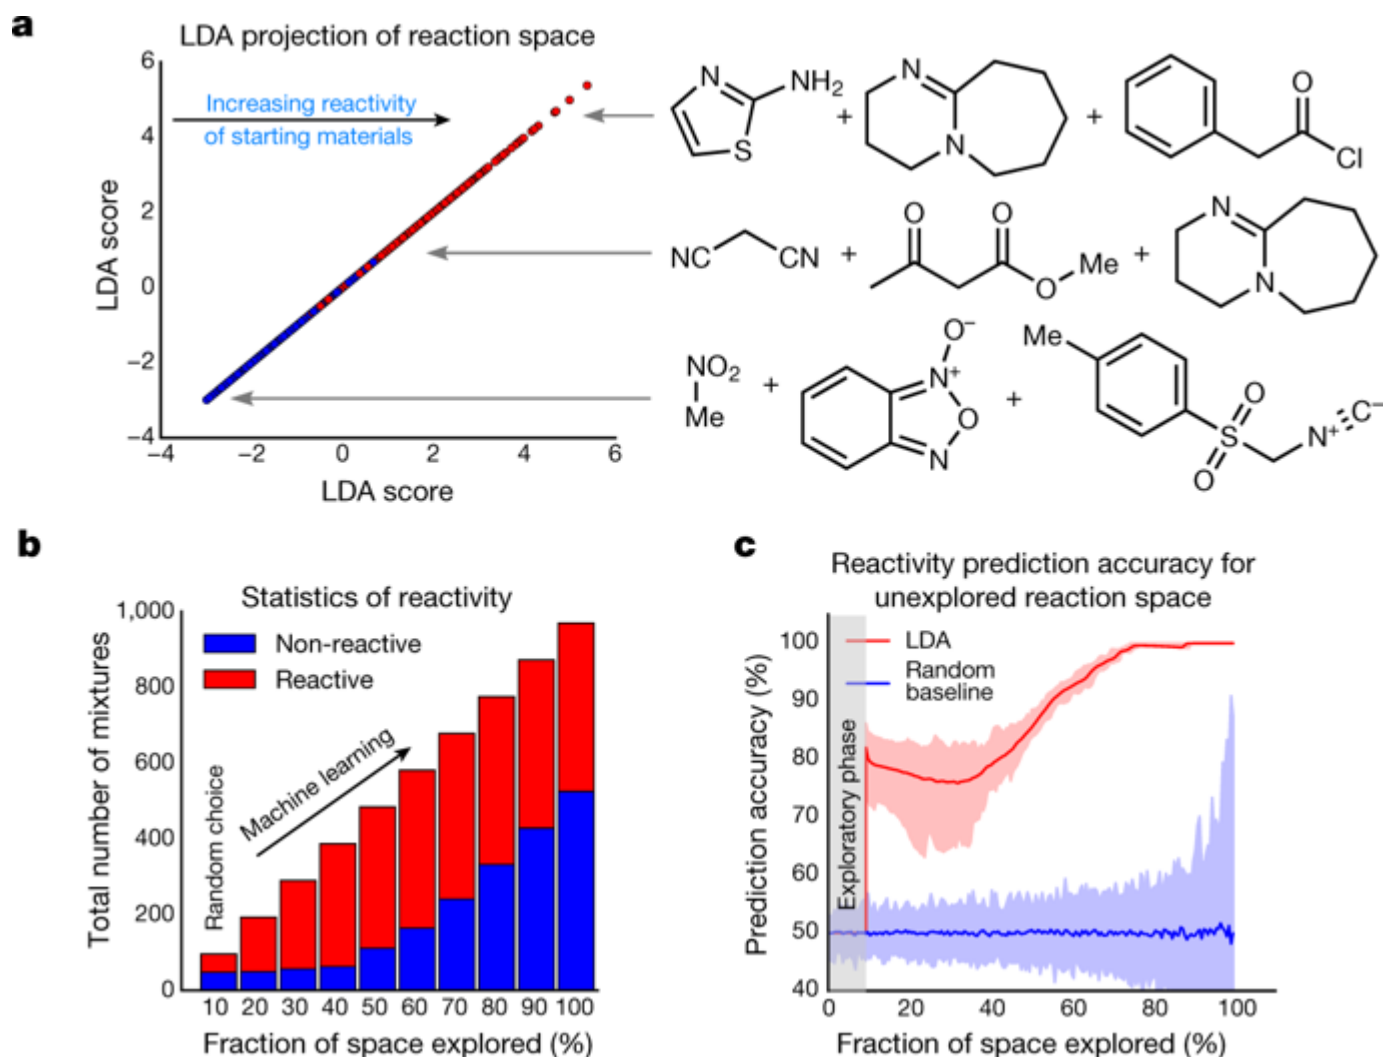 a
LDA projection of reaction space
6
4
2
0
−2
−4
LDA score
Increasing reactivity
of starting materials
−4 −2 0 2 4 6
LDA score
N NH2 S + N N + O Cl
NC CN + O O O Me + N N
NO2 Me + O− N+ O N + Me O S O N+ C−
b
Statistics of reactivity
1,000
800
600
400
200
0
Total number of mixtures
Non-reactive
Reactive
Random choice
Machine learning
10 20 30 40 50 60 70 80 90 100
Fraction of space explored (%)
c
Reactivity prediction accuracy for
unexplored reaction space
100
90
80
70
60
50
40
Prediction accuracy (%)
LDA
Random
baseline
Exploratory phase
0 20 40 60 80 100
Fraction of space explored (%)